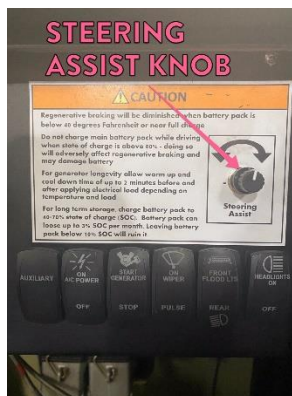 STEERING
ASSIST KNOB
CAUTION
Regenerative braking will be diminished when battery pack is
below 40 degrees Fahrenheit or near full charge
Do not charge main battery pack while driving
when state of charge is above 80% - doing so
will adversely affect regenerative braking and
may damage battery
For generator longevity allow warm up and
cool down time of up to 2 minutes before and
after applying electrical load depending on
temperature and load
For long term storage, charge battery pack to
40-70% state of charge (SOC). Battery pack can
loose up to 3% SOC per month. Leaving battery
pack below 10% SOC will ruin it
- +
Steering
Assist
AUXILIARY
ON
A/C POWER
OFF
START
GENERATOR
STOP
ON
WIPER
PULSE
FRONT
FLOOD LTS
REAR
HEADLIGHTS
ON
OFF